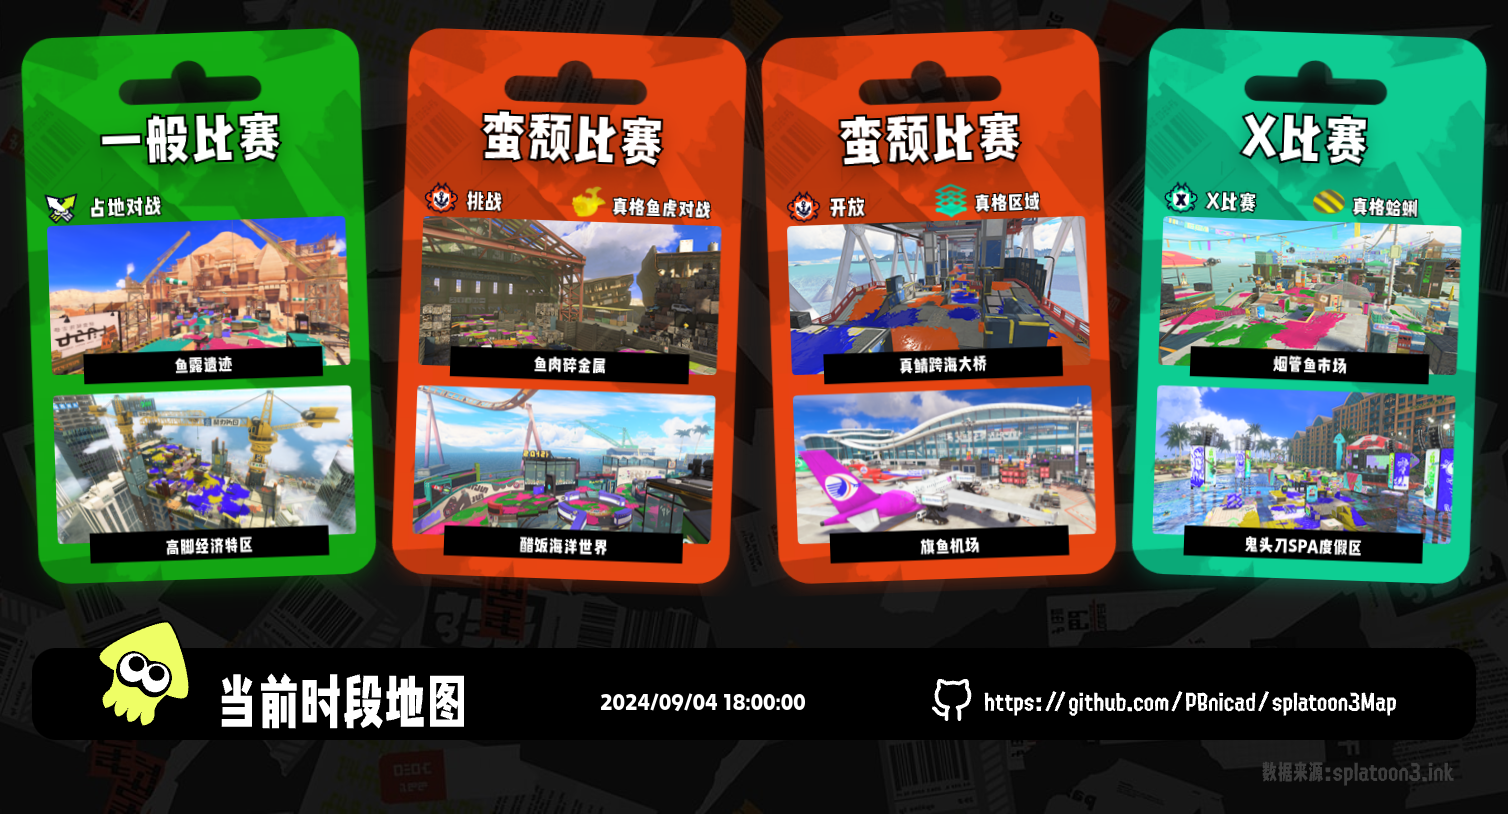 一般比赛
占地对战
鱼露遗迹
高脚经济特区
蛮颓比赛
挑战
真格鱼虎对战
鱼肉碎金属
醋饭海洋世界
蛮颓比赛
开放
真格区域
真鲭跨海大桥
旗鱼机场
X比赛
X比赛
真格蛤蜊
烟管鱼市场
鬼头刀SPA度假区
当前时段地图
2024/09/04 18:00:00
https://github.com/PBnicad/splatoon3Map
数据来源:splatoon3.ink